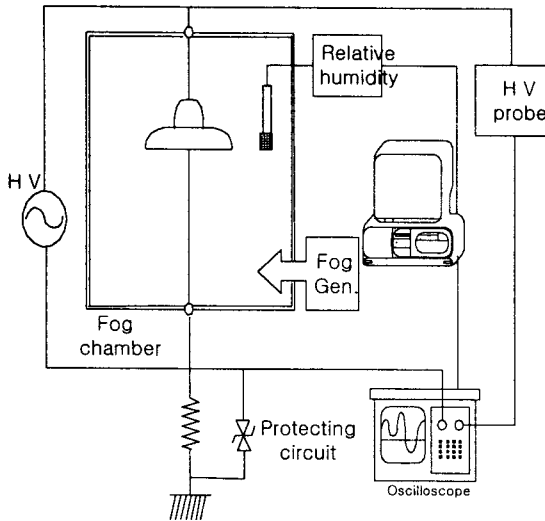 Relative
humidity
H V
probe
H V
Fog
Gen.
Fog
chamber
Protecting
circuit
Oscilloscope